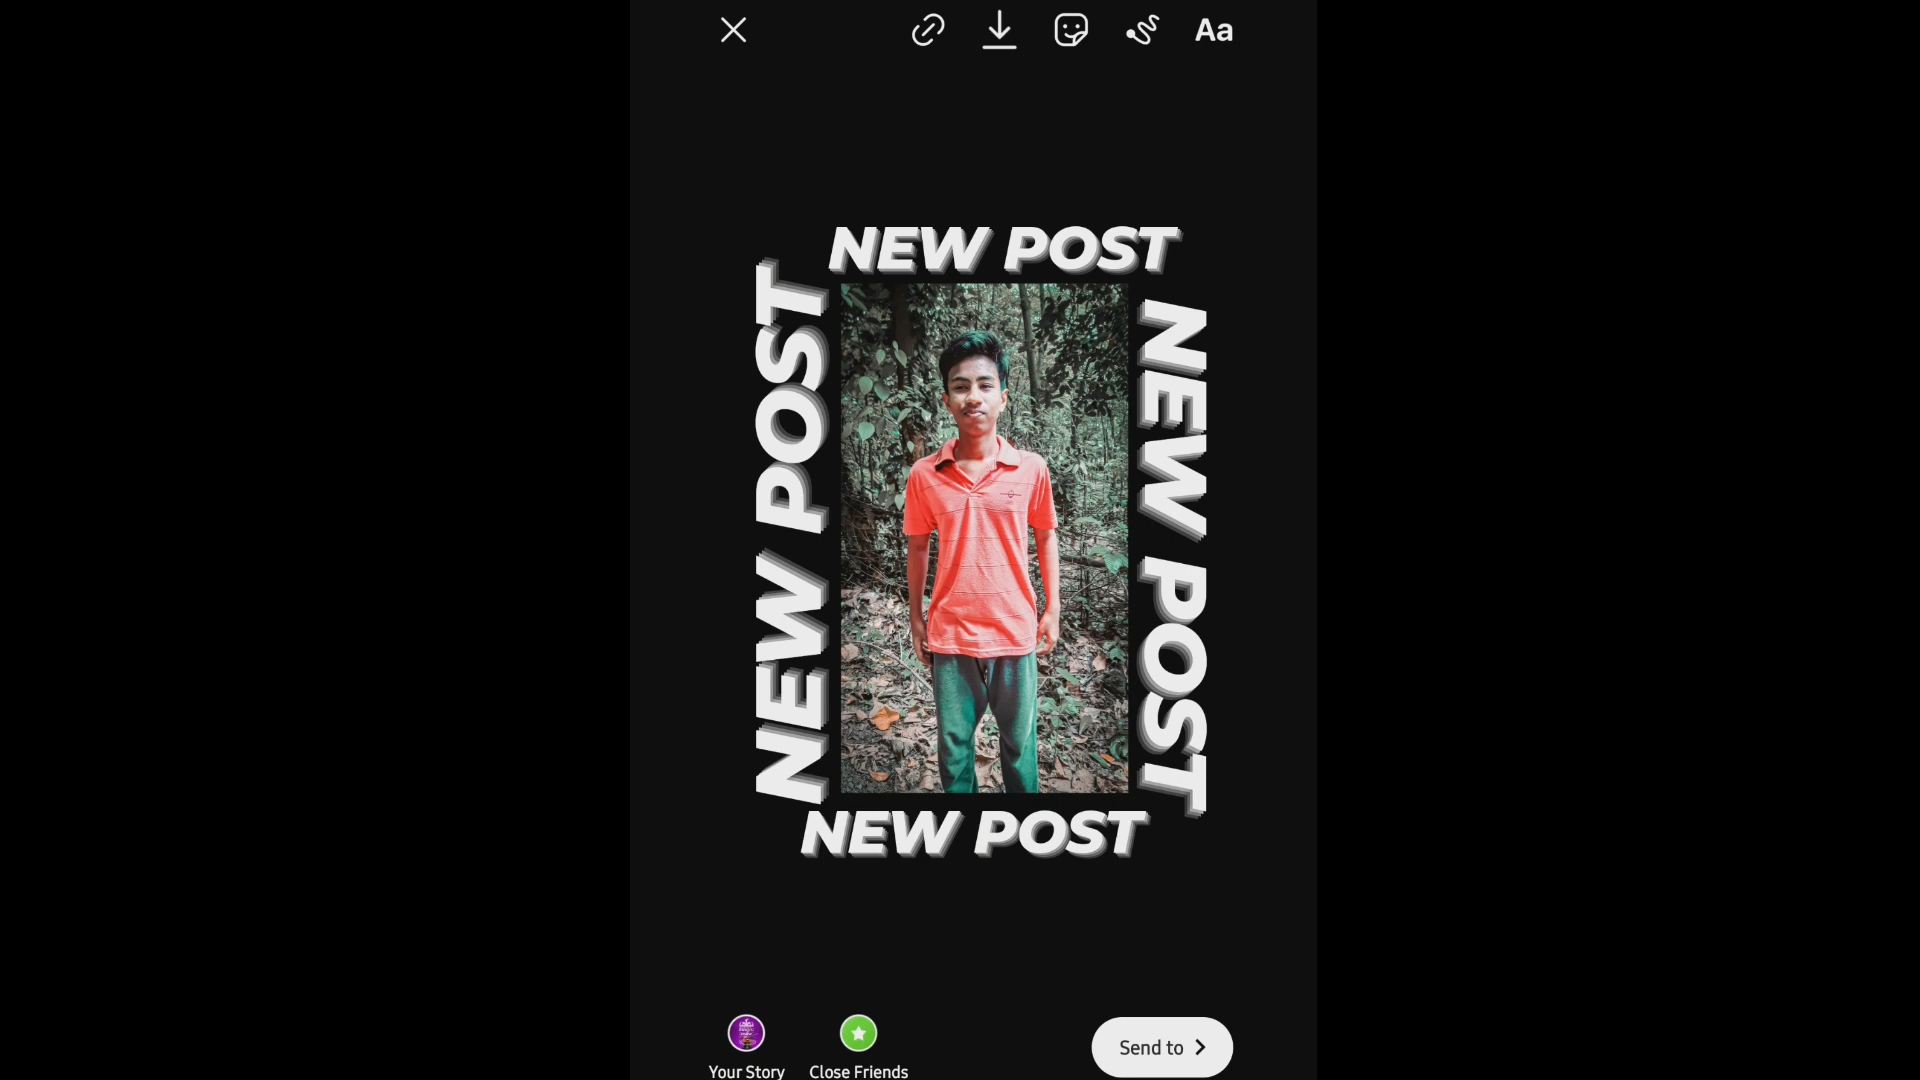 Aa
NEW POST
NEW POST
NEW POST
NEW POST
Your Story
Close Friends
Send to